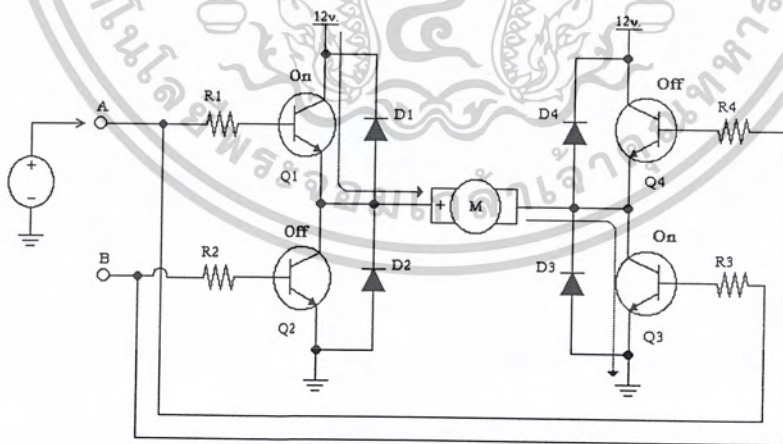 12v.
12v.
On
Off
A
R1
D1
D4
R4
+
-
Q1
Q4
+ M
Off
On
B
R2
D2
D3
R3
Q2
Q3